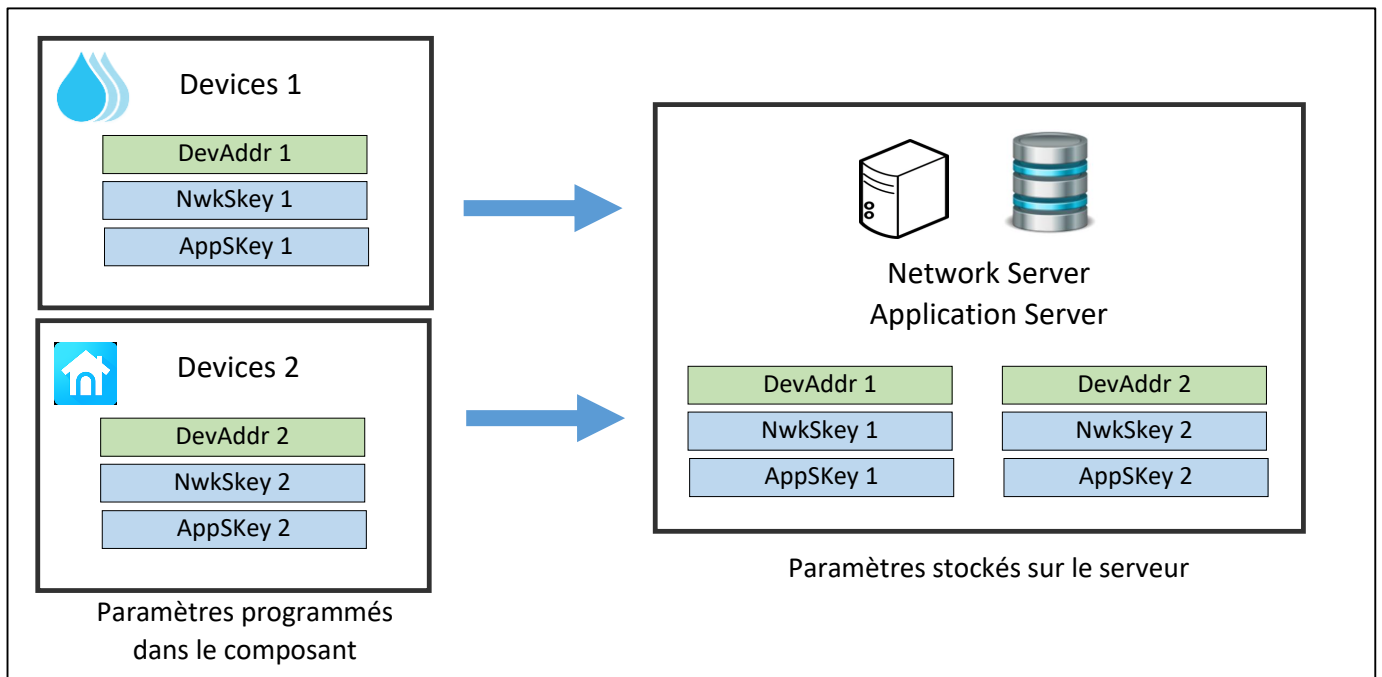 Devices 1
DevAddr 1
NwkSkey 1
AppSKey 1
Devices 2
DevAddr 2
NwkSkey 2
AppSKey 2
Paramètres programmés
dans le composant
Network Server
Application Server
DevAddr 1
NwkSkey 1
AppSKey 1
DevAddr 2
NwkSkey 2
AppSKey 2
Paramètres stockés sur le serveur